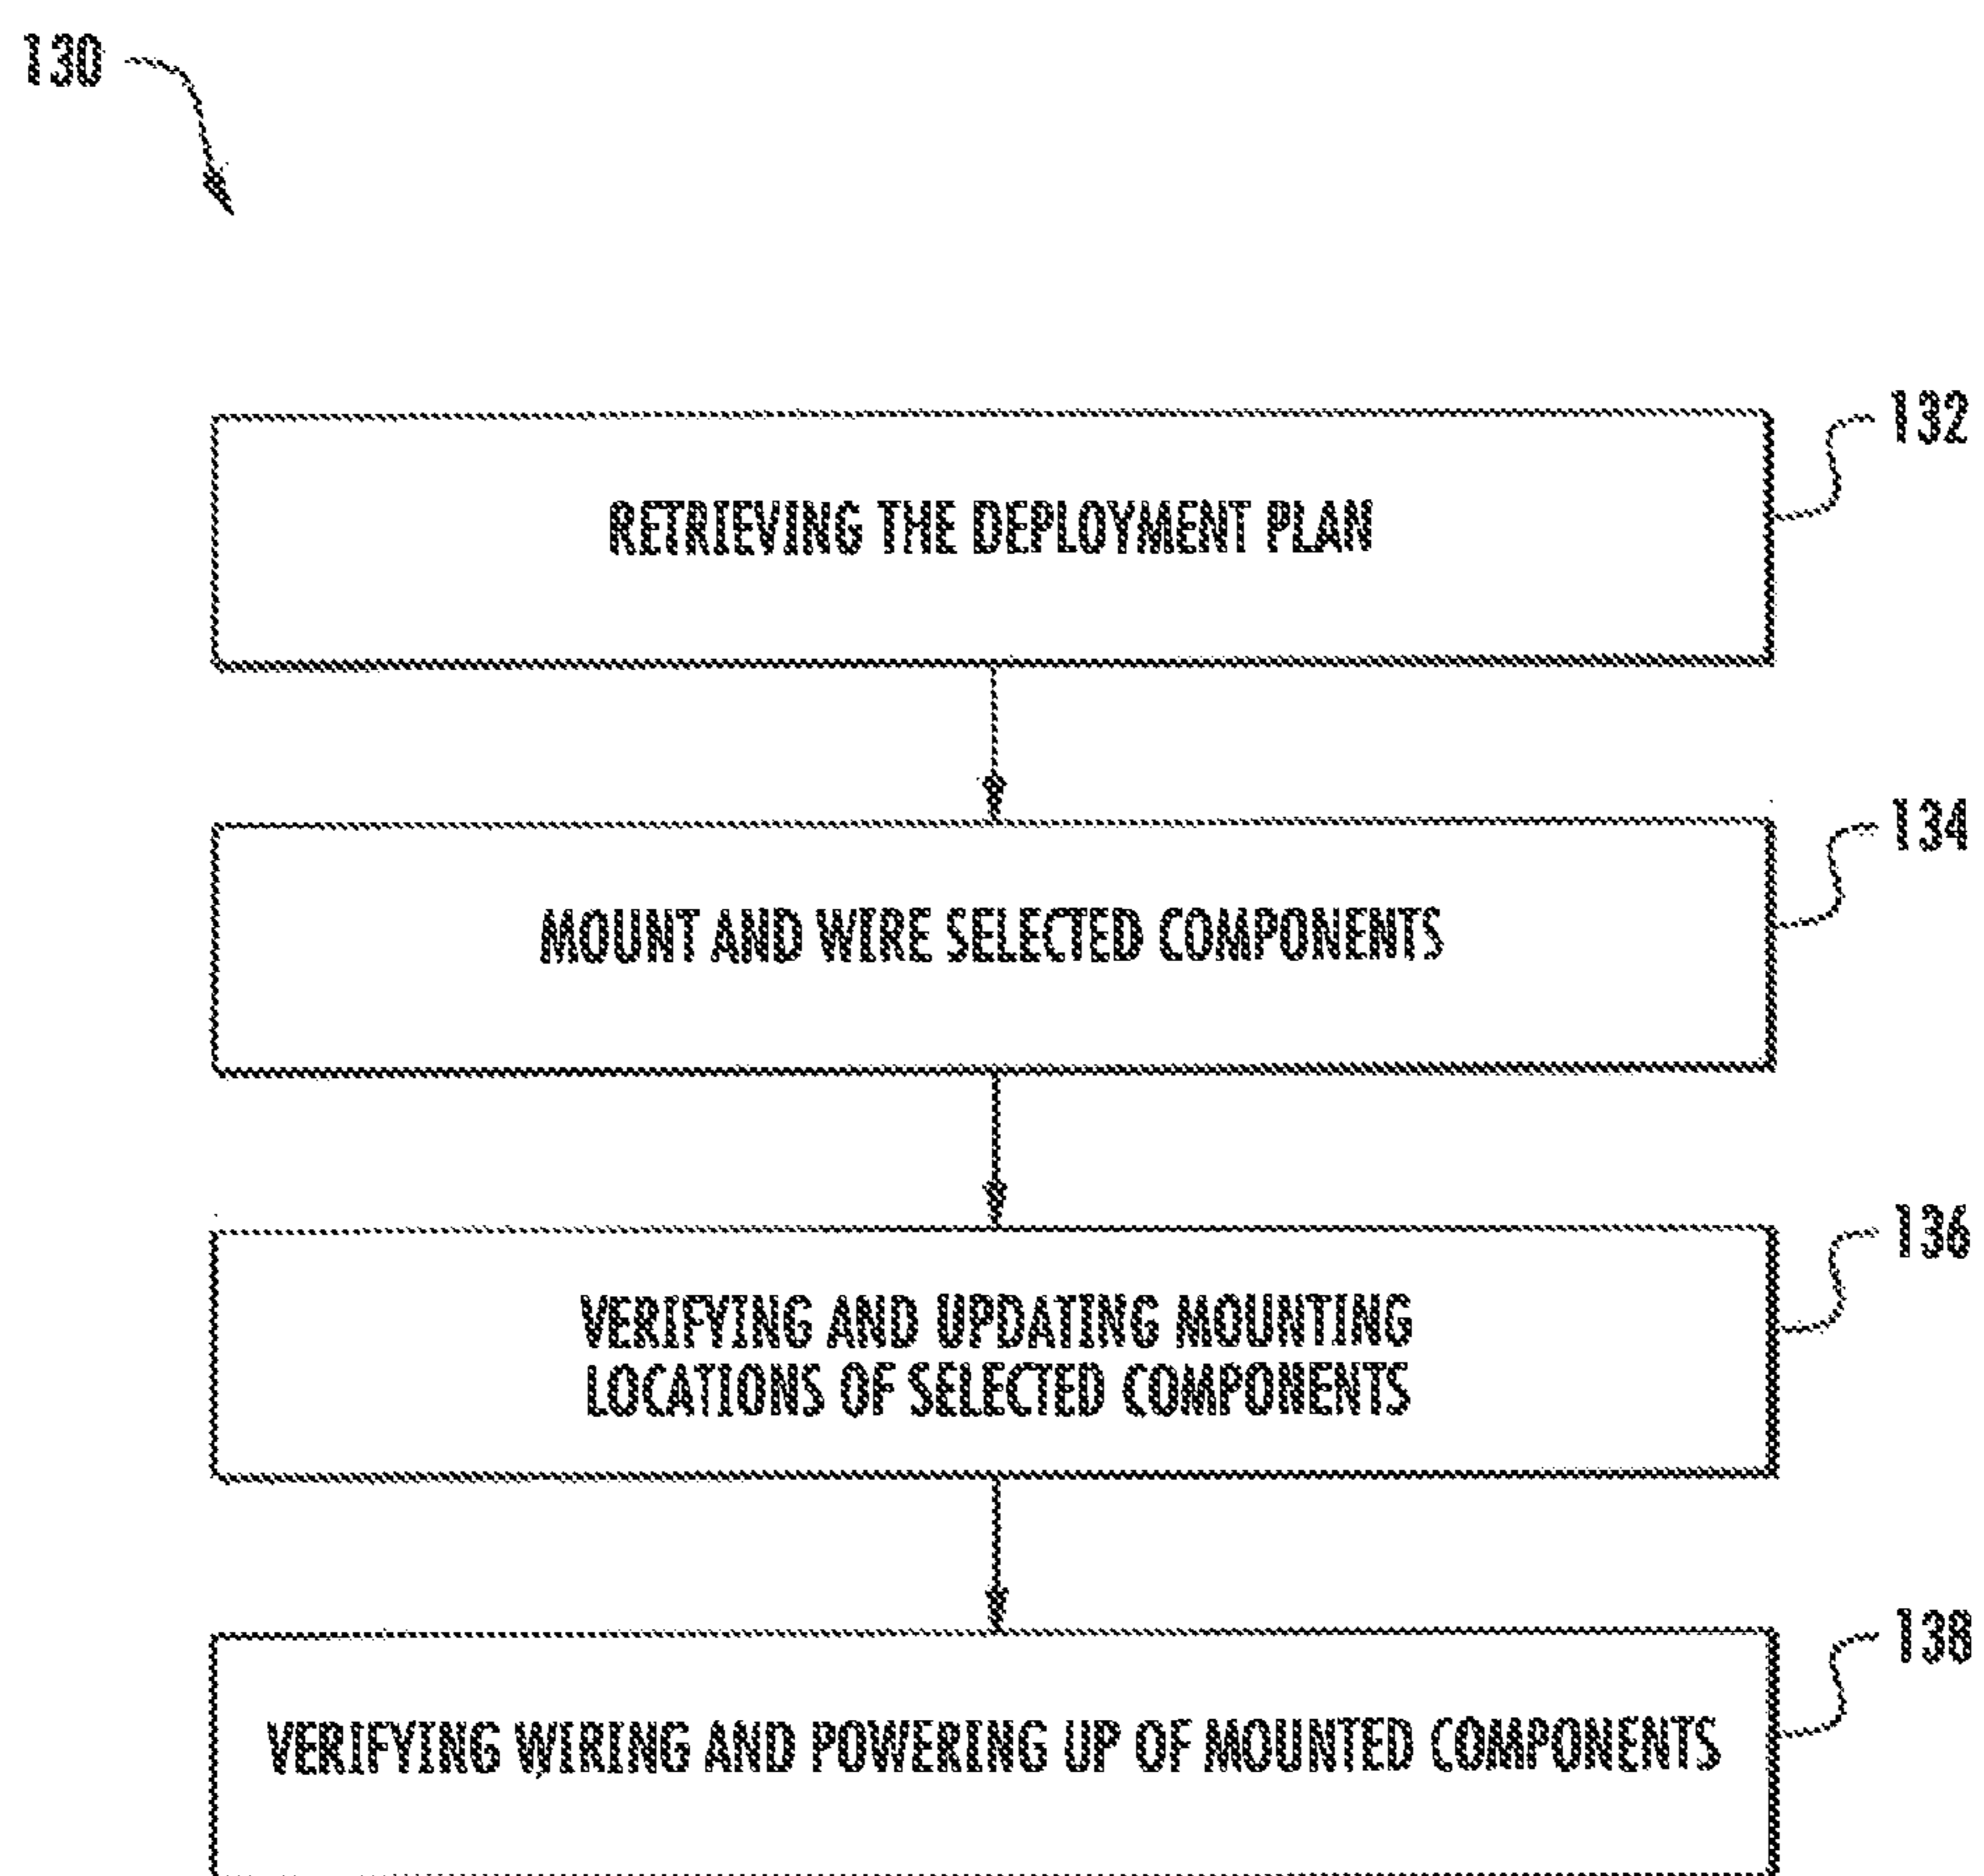 130
132
RETRIEVING THE DEPLOYMENT PLAN
134
MOUNT AND WIRE SELECTED COMPONENTS
136
VERIFYING AND UPDATING MOUNTING
LOCATIONS OF SELECTED COMPONENTS
138
VERIFYING WIRING AND POWERING UP OF MOUNTED COMPONENTS